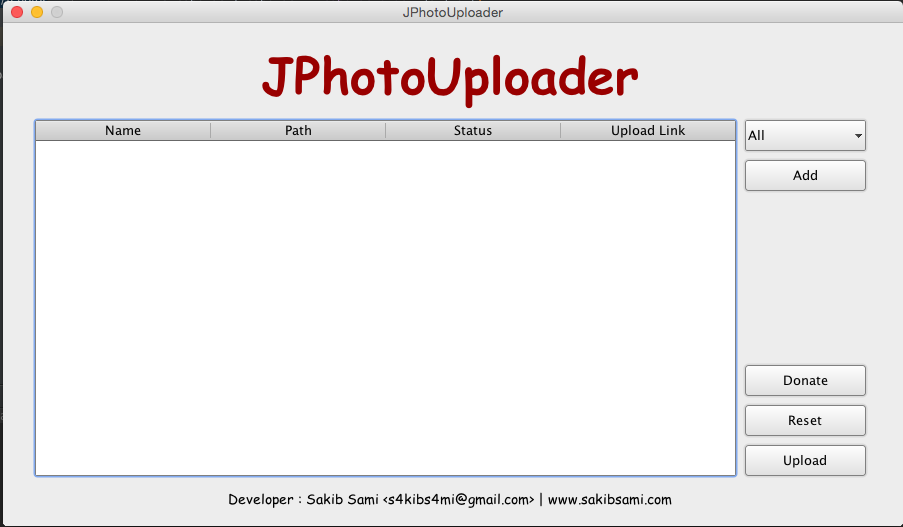 JPhotoUploader
JPhotoUploader
Name Path Status Upload Link
All
Add
Donate
Reset
Upload
Developer : Sakib Sami <s4kibs4mi@gmail.com> | www.sakibsami.com